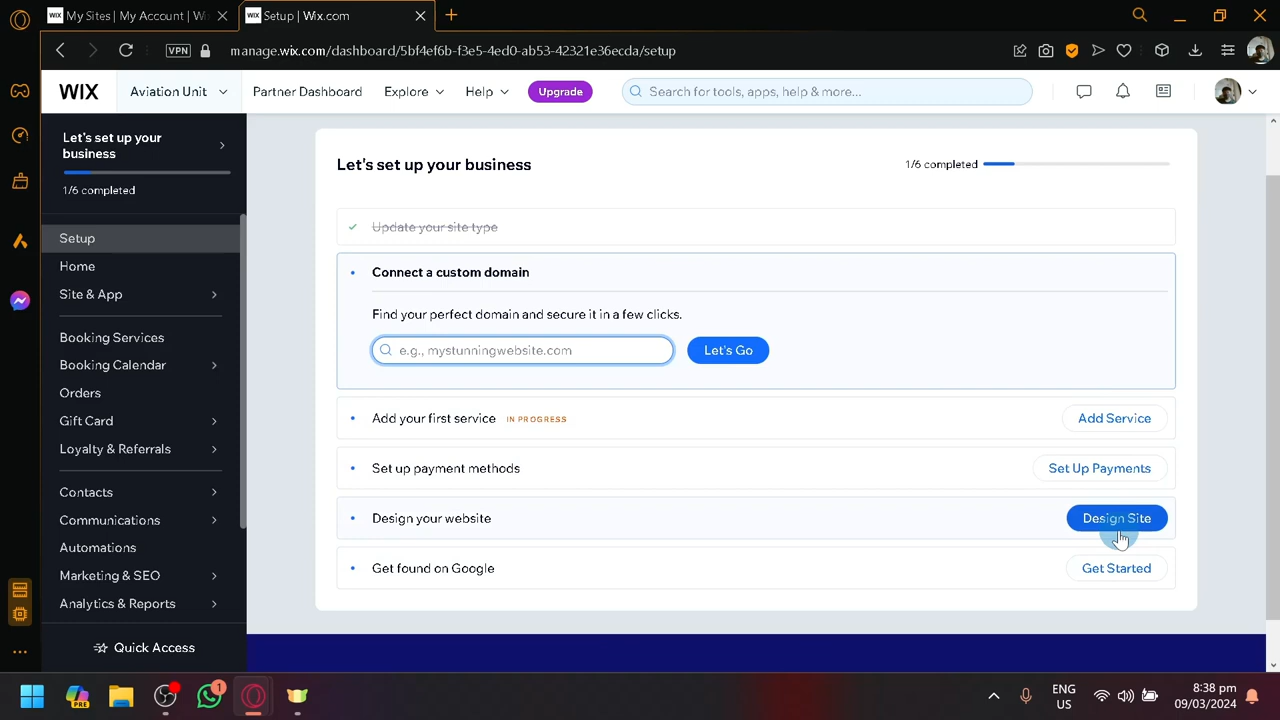 WIX My Sites | My Account | W
WIX Setup | Wix.com
VPN manage.wix.com/dashboard/5bf4ef6b-f3e5-4ed0-ab53-42321e36ecda/setup
WIX Aviation Unit Partner Dashboard Explore Help Upgrade Search for tools, apps, help & more...
Let's set up your
business
1/6 completed
Setup
Home
Site & App
Booking Services
Booking Calendar
Orders
Gift Card
Loyalty & Referrals
Contacts
Communications
Automations
Marketing & SEO
Analytics & Reports
Quick Access
Let's set up your business 1/6 completed
Update your site type
Connect a custom domain
Find your perfect domain and secure it in a few clicks.
e.g., mystunningwebsite.com Let's Go
Add your first service IN PROGRESS Add Service
Set up payment methods Set Up Payments
Design your website Design Site
Get found on Google Get Started
PRE
1
ENG
US
8:38 pm
09/03/2024